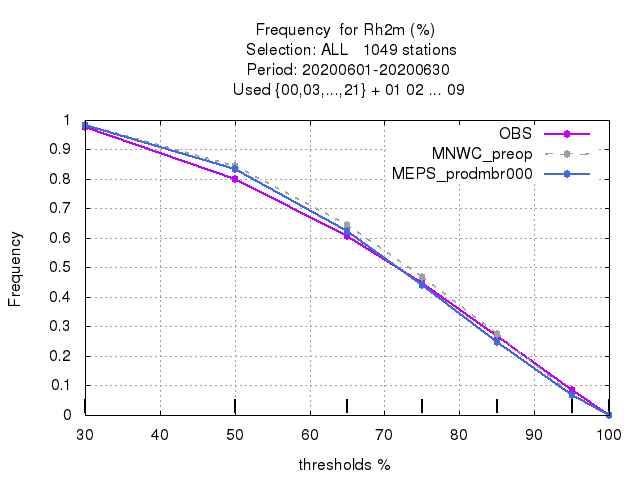 Frequency  for Rh2m (%)
Selection: ALL   1049 stations
Period: 20200601-20200630
Used {00,03,...,21} + 01 02 ... 09
OBS
MNWC_preop
MEPS_prodmbr000
1
0.9
0.8
0.7
0.6
0.5
0.4
0.3
0.2
0.1
0
Frequency
30 40 50 60 70 80 90 100
thresholds %